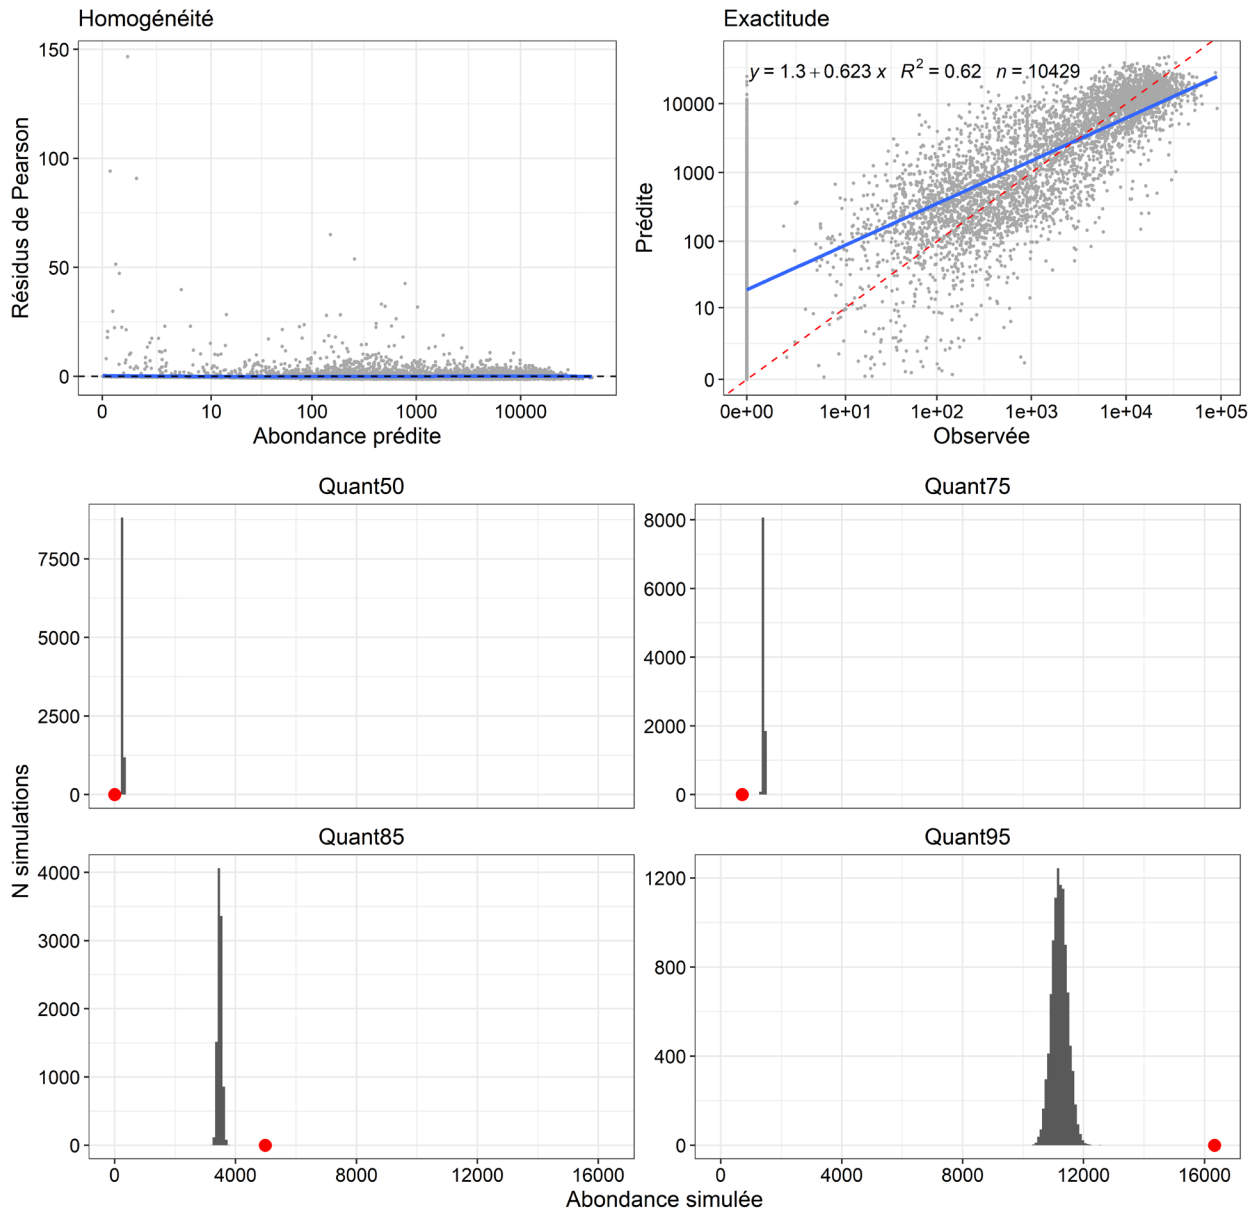 Homogénéité
Résidus de Pearson
150
100
50
0
0 10 100 1000 10000
Abondance prédite
Exactitude
y = 1.3 + 0.623 x R² = 0.62 n = 10429
Prédite
10000
1000
100
10
0
0e+00 1e+01 1e+02 1e+03 1e+04 1e+05
Observée
N simulations
Quant50
7500
5000
2500
0
Quant75
8000
6000
4000
2000
0
Quant85
4000
3000
2000
1000
0
0 4000 8000 12000 16000
Quant95
1200
800
400
0
0 4000 8000 12000 16000
Abondance simulée